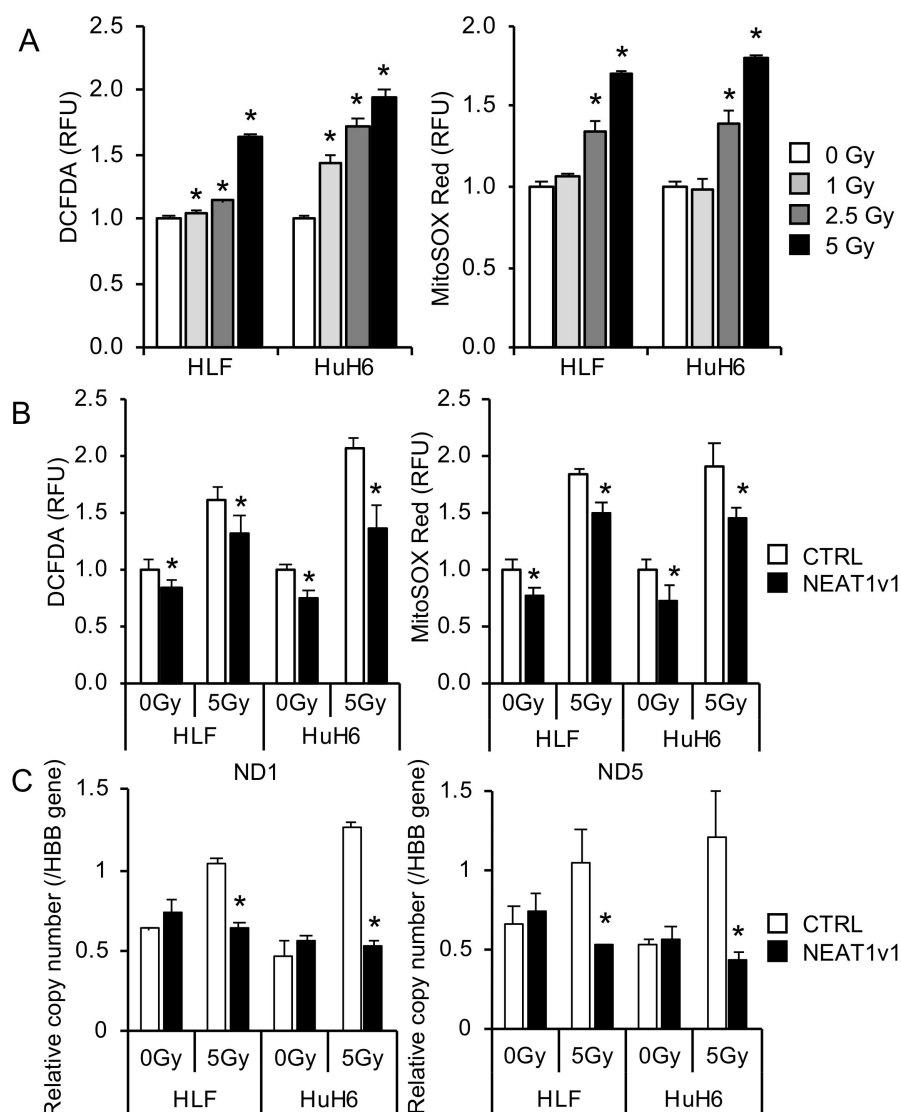 A
DCFDA (RFU)
2.5
2.0
1.5
1.0
0.5
0.0
* * *
* * *
HLF HuH6
MitoSOX Red (RFU)
2.0
1.5
1.0
0.5
0.0
* *
* *
HLF HuH6
0 Gy
1 Gy
2.5 Gy
5 Gy
B
DCFDA (RFU)
2.5
2.0
1.5
1.0
0.5
0.0
* * * *
0Gy 5Gy 0Gy 5Gy
HLF HuH6
MitoSOX Red (RFU)
2.5
2.0
1.5
1.0
0.5
0.0
* * * *
0Gy 5Gy 0Gy 5Gy
HLF HuH6
CTRL
NEAT1v1
C
ND1
Relative copy number (/HBB gene)
1.5
1
0.5
0
* *
0Gy 5Gy 0Gy 5Gy
HLF HuH6
ND5
Relative copy number (/HBB gene)
1.5
1
0.5
0
* *
0Gy 5Gy 0Gy 5Gy
HLF HuH6
CTRL
NEAT1v1